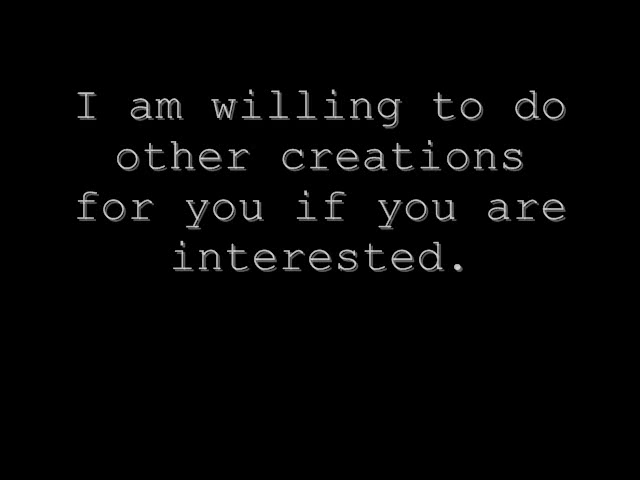 I am willing to do
other creations
for you if you are
interested.